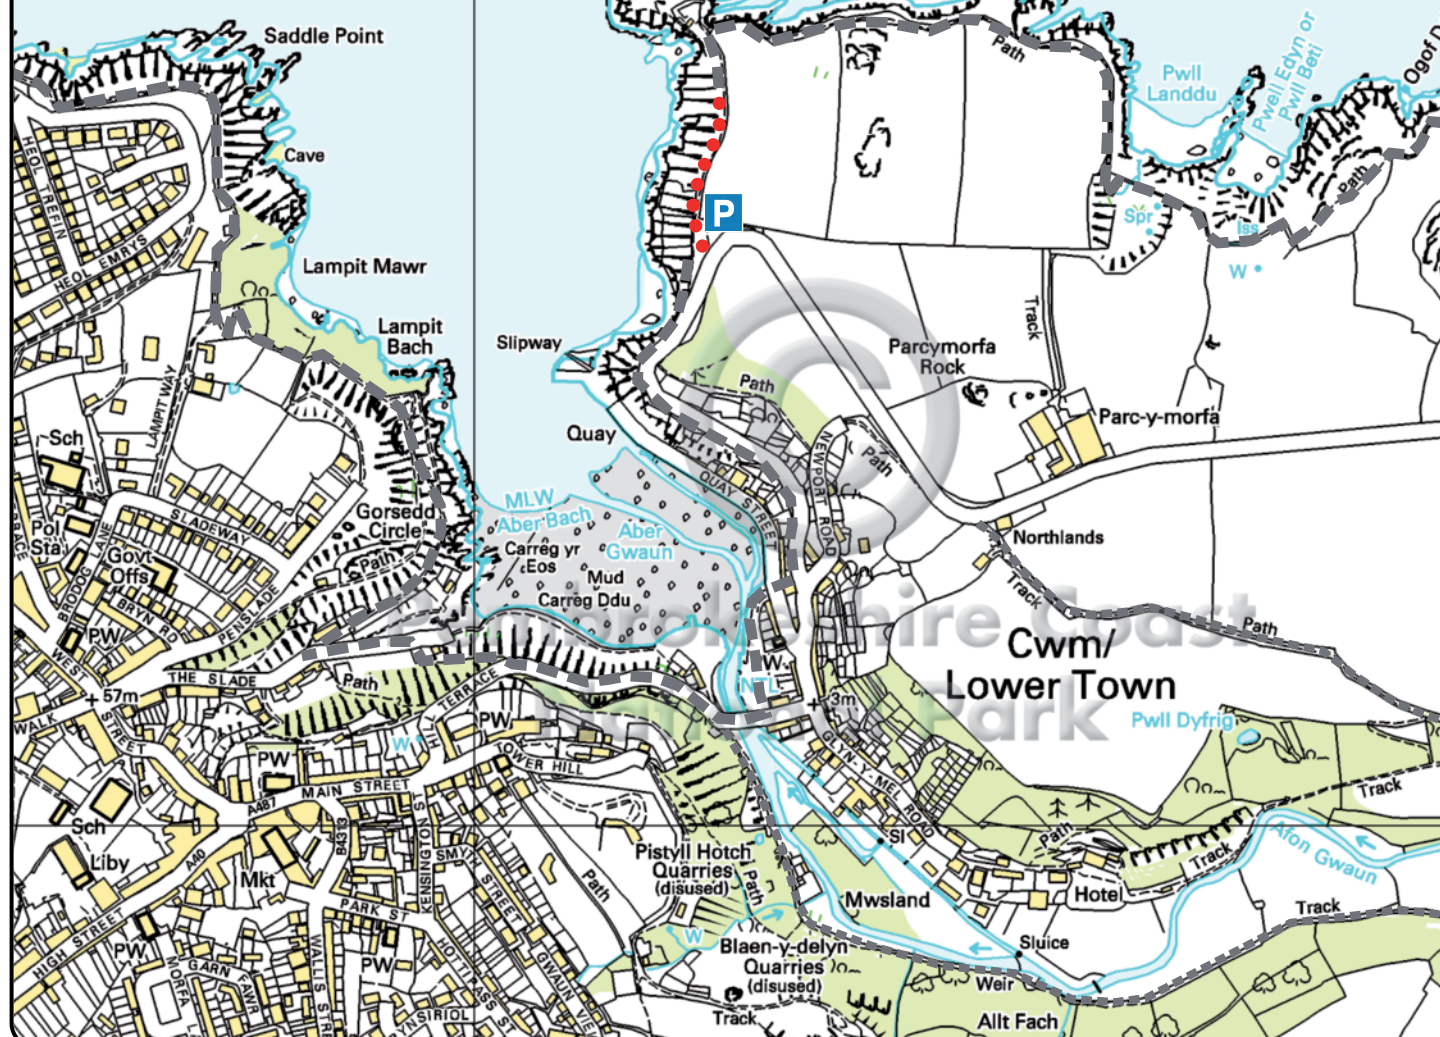 Saddle Point
Path
Pwll
Landdu
Pwell Edyn or
Pwll Beti
Ogof D
HEOL TREFIN
Cave
P
Path
Spr
Iss
W
HEOL EMRYS
Lampit Mawr
Lampit
Bach
Slipway
Track
Parcymorfa
Rock
Path
Parc-y-morfa
LAMPIT WAY
Sch
Quay
NEWPORT ROAD
Path
QUAY STREET
MLW
Aber Bach
Aber
Gwaun
Carreg yr
Eos
Mud
Carreg Ddu
Gorsedd
Circle
SLADEWAY
Pol
Sta
Govt
Offs
BRODOG LANE
Path
Northlands
Track
Path
©
Pembrokeshire Coast
National Park
BRYN RD
PENSLADE
PW
WEST
THE SLADE
57m
WALK
STREET
Path
HILL TERRACE
W
NTL
3m
Cwm/
Lower Town
Pwll Dyfrig
PW
W
PW
TOWER HILL
GLYN-Y-MEL ROAD
MAIN STREET
A487
Track
Sch
B4313
KENSINGTON ST
SMYT
STREET
A40
Liby
Mkt
Sl
Path
Track
Afon Gwaun
Pistyll Hotch
Quarries
(disused)
Path
Path
Hotel
Mwsland
PARK ST
Track
HIGH STREET
PW
WALLIS STRE
PW
HOTTIPASS ST
GWAUN VIEW
W
Blaen-y-delyn
Quarries
(disused)
Sluice
Weir
GARN FAWR
MORFA
YNSIRIOL
Track
Allt Fach